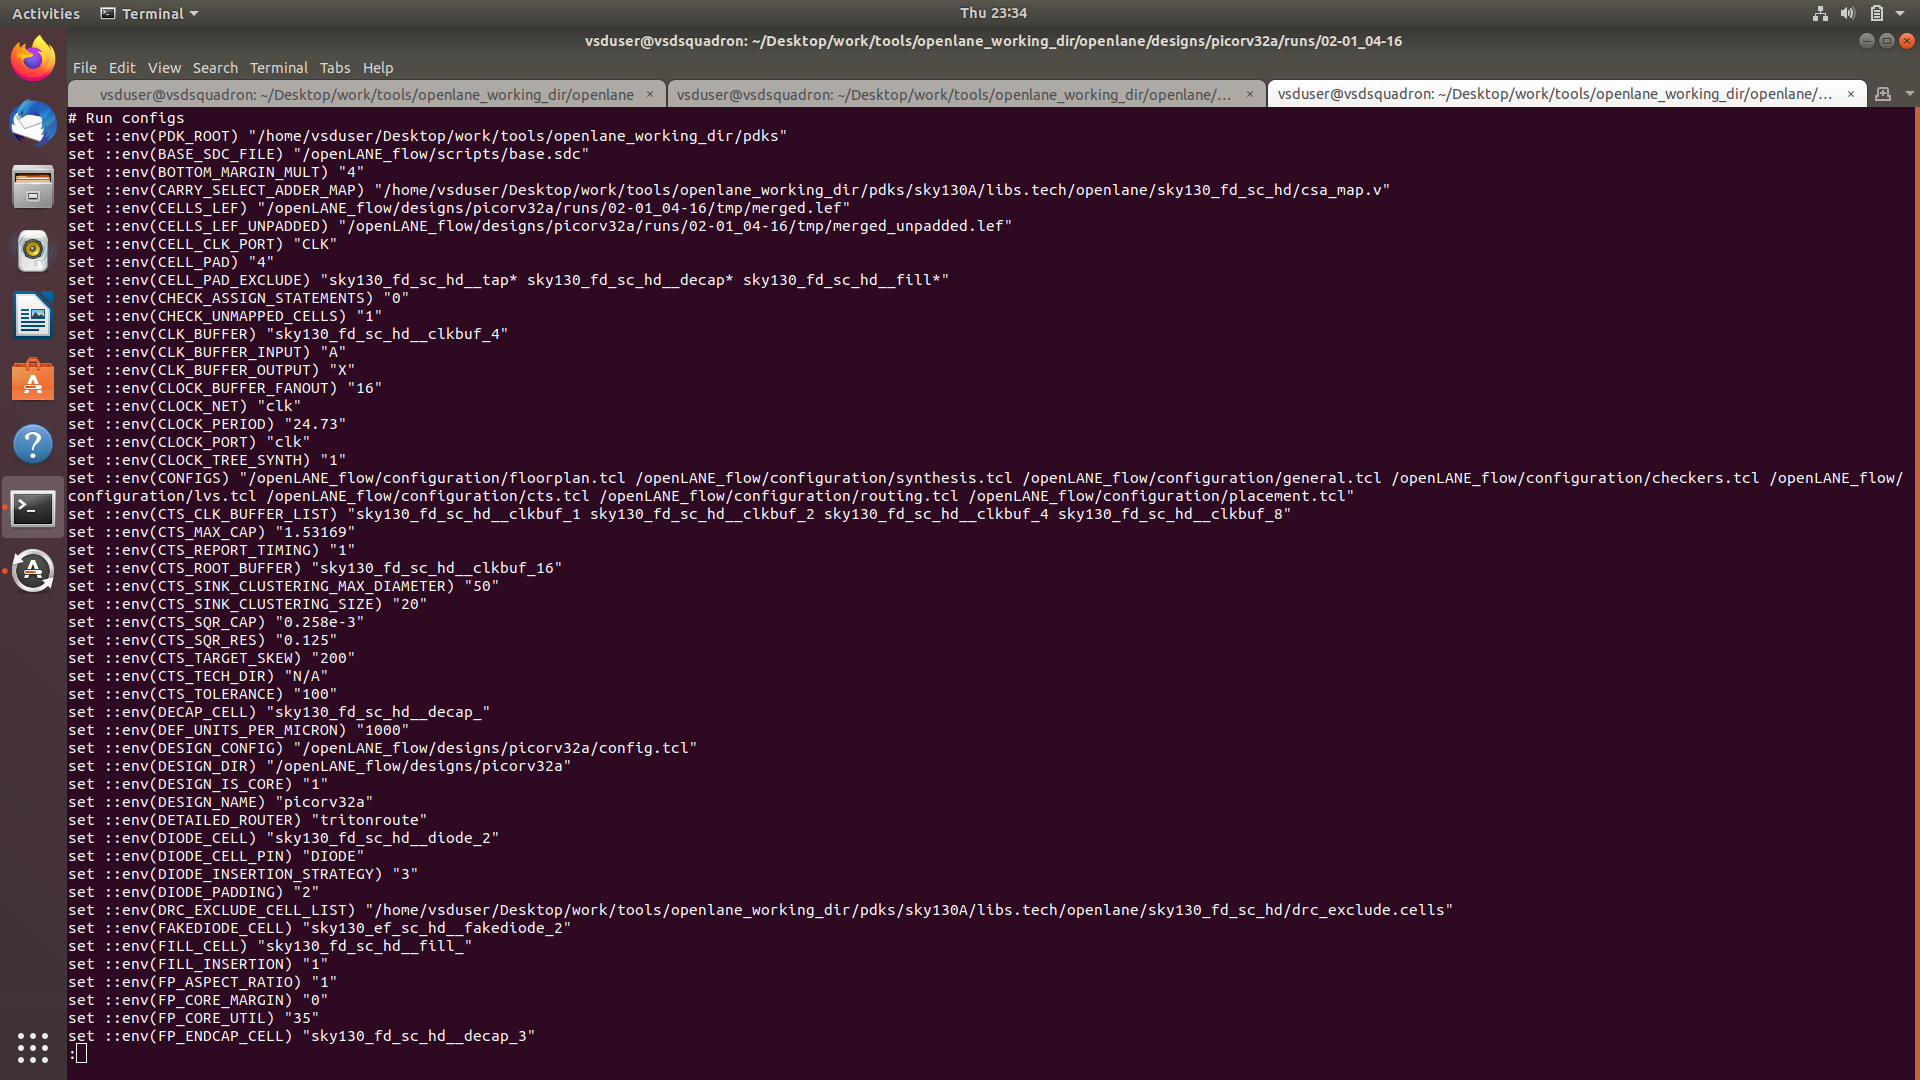 Activities Terminal Thu 23:34
vsduser@vsdsquadron: ~/Desktop/work/tools/openlane_working_dir/openlane/designs/picorv32a/runs/02-01_04-16
File Edit View Search Terminal Tabs Help
vsduser@vsdsquadron: ~/Desktop/work/tools/openlane_working_dir/openlane × vsduser@vsdsquadron: ~/Desktop/work/tools/openlane_working_dir/openlane/... × vsduser@vsdsquadron: ~/Desktop/work/tools/openlane_working_dir/openlane/... ×
# Run configs
set ::env(PDK_ROOT) "/home/vsduser/Desktop/work/tools/openlane_working_dir/pdks"
set ::env(BASE_SDC_FILE) "/openLANE_flow/scripts/base.sdc"
set ::env(BOTTOM_MARGIN_MULT) "4"
set ::env(CARRY_SELECT_ADDER_MAP) "/home/vsduser/Desktop/work/tools/openlane_working_dir/pdks/sky130A/libs.tech/openlane/sky130_fd_sc_hd/csa_map.v"
set ::env(CELLS_LEF) "/openLANE_flow/designs/picorv32a/runs/02-01_04-16/tmp/merged.lef"
set ::env(CELLS_LEF_UNPADDED) "/openLANE_flow/designs/picorv32a/runs/02-01_04-16/tmp/merged_unpadded.lef"
set ::env(CELL_CLK_PORT) "CLK"
set ::env(CELL_PAD) "4"
set ::env(CELL_PAD_EXCLUDE) "sky130_fd_sc_hd__tap* sky130_fd_sc_hd__decap* sky130_fd_sc_hd__fill*"
set ::env(CHECK_ASSIGN_STATEMENTS) "0"
set ::env(CHECK_UNMAPPED_CELLS) "1"
set ::env(CLK_BUFFER) "sky130_fd_sc_hd__clkbuf_4"
set ::env(CLK_BUFFER_INPUT) "A"
set ::env(CLK_BUFFER_OUTPUT) "X"
set ::env(CLOCK_BUFFER_FANOUT) "16"
set ::env(CLOCK_NET) "clk"
set ::env(CLOCK_PERIOD) "24.73"
set ::env(CLOCK_PORT) "clk"
set ::env(CLOCK_TREE_SYNTH) "1"
set ::env(CONFIGS) "/openLANE_flow/configuration/floorplan.tcl /openLANE_flow/configuration/synthesis.tcl /openLANE_flow/configuration/general.tcl /openLANE_flow/configuration/checkers.tcl /openLANE_flow/
configuration/lvs.tcl /openLANE_flow/configuration/cts.tcl /openLANE_flow/configuration/routing.tcl /openLANE_flow/configuration/placement.tcl"
set ::env(CTS_CLK_BUFFER_LIST) "sky130_fd_sc_hd__clkbuf_1 sky130_fd_sc_hd__clkbuf_2 sky130_fd_sc_hd__clkbuf_4 sky130_fd_sc_hd__clkbuf_8"
set ::env(CTS_MAX_CAP) "1.53169"
set ::env(CTS_REPORT_TIMING) "1"
set ::env(CTS_ROOT_BUFFER) "sky130_fd_sc_hd__clkbuf_16"
set ::env(CTS_SINK_CLUSTERING_MAX_DIAMETER) "50"
set ::env(CTS_SINK_CLUSTERING_SIZE) "20"
set ::env(CTS_SQR_CAP) "0.258e-3"
set ::env(CTS_SQR_RES) "0.125"
set ::env(CTS_TARGET_SKEW) "200"
set ::env(CTS_TECH_DIR) "N/A"
set ::env(CTS_TOLERANCE) "100"
set ::env(DECAP_CELL) "sky130_fd_sc_hd__decap_"
set ::env(DEF_UNITS_PER_MICRON) "1000"
set ::env(DESIGN_CONFIG) "/openLANE_flow/designs/picorv32a/config.tcl"
set ::env(DESIGN_DIR) "/openLANE_flow/designs/picorv32a"
set ::env(DESIGN_IS_CORE) "1"
set ::env(DESIGN_NAME) "picorv32a"
set ::env(DETAILED_ROUTER) "tritonroute"
set ::env(DIODE_CELL) "sky130_fd_sc_hd__diode_2"
set ::env(DIODE_CELL_PIN) "DIODE"
set ::env(DIODE_INSERTION_STRATEGY) "3"
set ::env(DIODE_PADDING) "2"
set ::env(DRC_EXCLUDE_CELL_LIST) "/home/vsduser/Desktop/work/tools/openlane_working_dir/pdks/sky130A/libs.tech/openlane/sky130_fd_sc_hd/drc_exclude.cells"
set ::env(FAKEDIODE_CELL) "sky130_ef_sc_hd__fakediode_2"
set ::env(FILL_CELL) "sky130_fd_sc_hd__fill_"
set ::env(FILL_INSERTION) "1"
set ::env(FP_ASPECT_RATIO) "1"
set ::env(FP_CORE_MARGIN) "0"
set ::env(FP_CORE_UTIL) "35"
set ::env(FP_ENDCAP_CELL) "sky130_fd_sc_hd__decap_3"
: